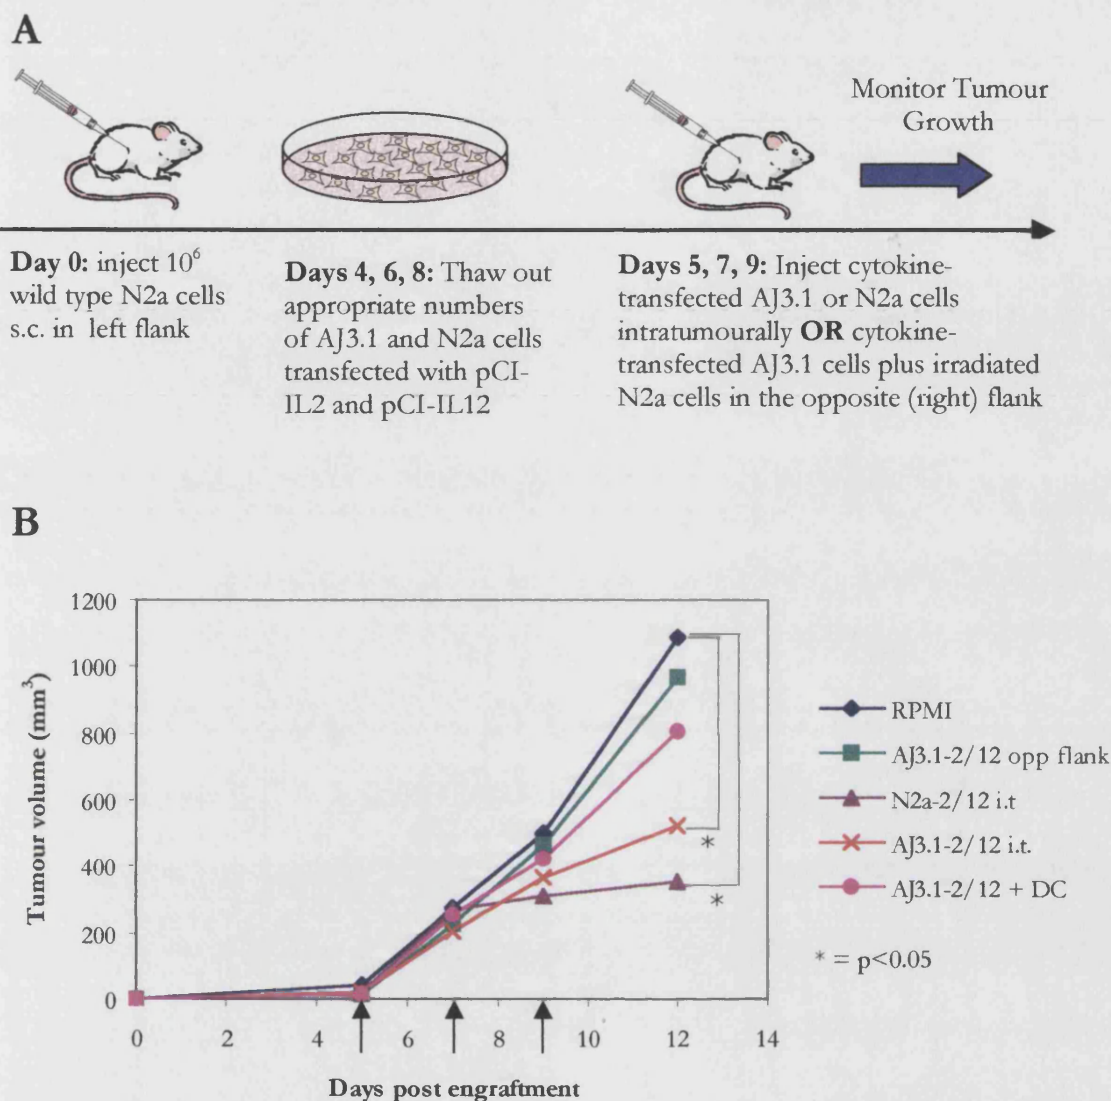 A
Monitor Tumour
Growth
Day 0: inject 10⁶
wild type N2a cells
s.c. in left flank
Days 4, 6, 8: Thaw out
appropriate numbers
of AJ3.1 and N2a cells
transfected with pCI-
IL2 and pCI-IL12
Days 5, 7, 9: Inject cytokine-
transfected AJ3.1 or N2a cells
intratumourally OR cytokine-
transfected AJ3.1 cells plus irradiated
N2a cells in the opposite (right) flank
B
Tumour volume (mm³)
1200
1000
800
600
400
200
0
0 2 4 6 8 10 12 14
Days post engraftment
*
*
RPMI
AJ3.1-2/12 opp flank
N2a-2/12 i.t
AJ3.1-2/12 i.t.
AJ3.1-2/12 + DC
* = p<0.05